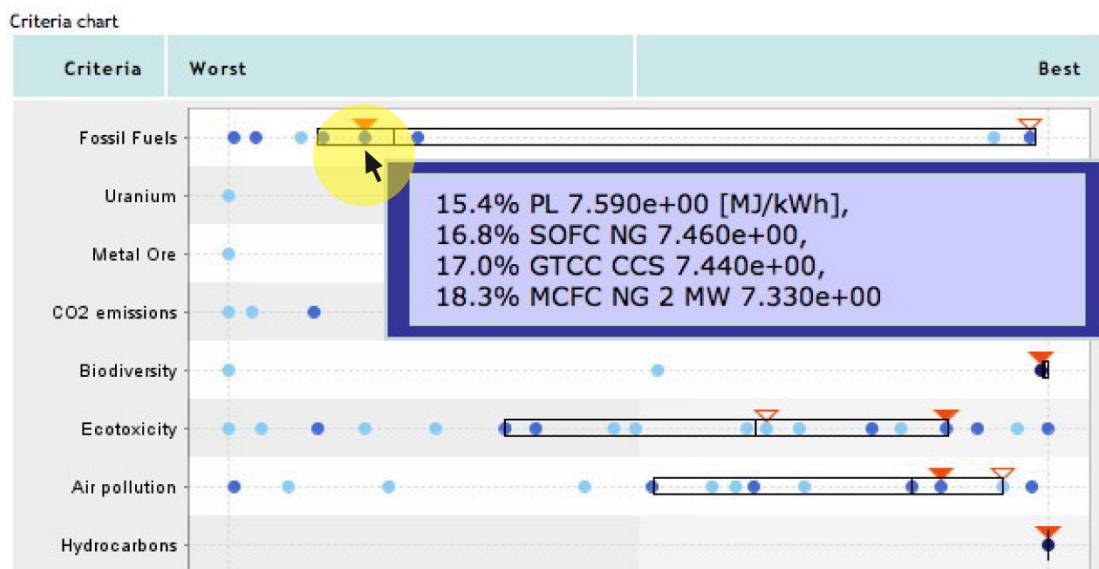 Criteria chart
Criteria Worst Best
Fossil Fuels
Uranium
15.4% PL 7.590e+00 [MJ/kWh],
16.8% SOFC NG 7.460e+00,
Metal Ore
17.0% GTCC CCS 7.440e+00,
18.3% MCFC NG 2 MW 7.330e+00
CO2 emissions
Biodiversity
Ecotoxicity
Air pollution
Hydrocarbons